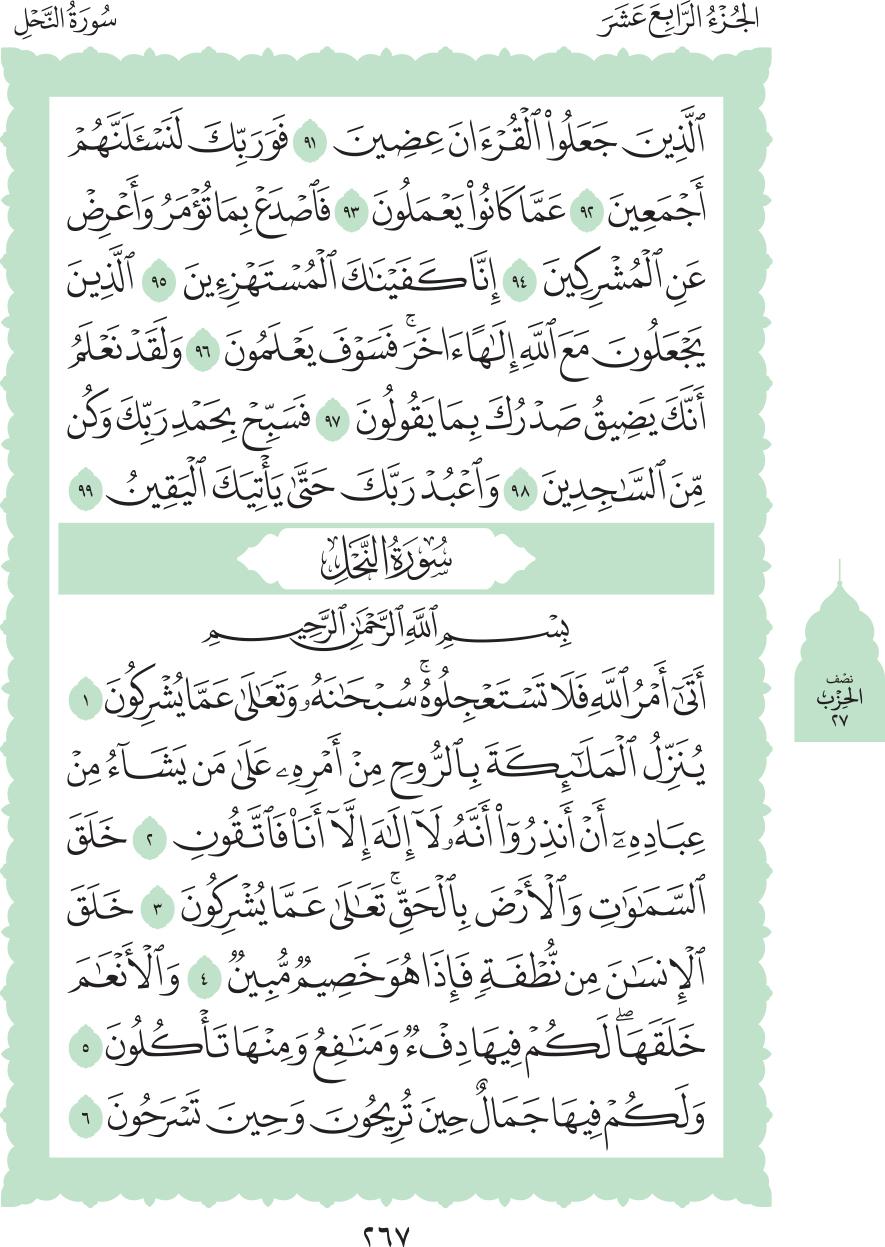 الجُزْءُ الرَّابِعَ عَشَرَ
سُورَةُ النَّحْلِ
ٱلَّذِينَ جَعَلُواْ ٱلْقُرْءَانَ عِضِينَ ٩١ فَوَرَبِّكَ لَنَسْـَٔلَنَّهُمْ
أَجْمَعِينَ ٩٢ عَمَّا كَانُواْ يَعْمَلُونَ ٩٣ فَٱصْدَعْ بِمَا تُؤْمَرُ وَأَعْرِضْ
عَنِ ٱلْمُشْرِكِينَ ٩٤ إِنَّا كَفَيْنَٰكَ ٱلْمُسْتَهْزِءِينَ ٩٥ ٱلَّذِينَ
يَجْعَلُونَ مَعَ ٱللَّهِ إِلَٰهًا ءَاخَرَۚ فَسَوْفَ يَعْلَمُونَ ٩٦ وَلَقَدْ نَعْلَمُ
أَنَّكَ يَضِيقُ صَدْرُكَ بِمَا يَقُولُونَ ٩٧ فَسَبِّحْ بِحَمْدِ رَبِّكَ وَكُن
مِّنَ ٱلسَّٰجِدِينَ ٩٨ وَٱعْبُدْ رَبَّكَ حَتَّىٰ يَأْتِيَكَ ٱلْيَقِينُ ٩٩
سُورَةُ النَّحْلِ
بِسْمِ ٱللَّهِ ٱلرَّحْمَٰنِ ٱلرَّحِيمِ
أَتَىٰٓ أَمْرُ ٱللَّهِ فَلَا تَسْتَعْجِلُوهُۚ سُبْحَٰنَهُۥ وَتَعَٰلَىٰ عَمَّا يُشْرِكُونَ ١
يُنَزِّلُ ٱلْمَلَٰٓئِكَةَ بِٱلرُّوحِ مِنْ أَمْرِهِۦ عَلَىٰ مَن يَشَآءُ مِنْ
عِبَادِهِۦٓ أَنْ أَنذِرُوٓاْ أَنَّهُۥ لَآ إِلَٰهَ إِلَّآ أَنَا۠ فَٱتَّقُونِ ٢ خَلَقَ
ٱلسَّمَٰوَٰتِ وَٱلْأَرْضَ بِٱلْحَقِّۚ تَعَٰلَىٰ عَمَّا يُشْرِكُونَ ٣ خَلَقَ
ٱلْإِنسَٰنَ مِن نُّطْفَةٍ فَإِذَا هُوَ خَصِيمٌ مُّبِينٌ ٤ وَٱلْأَنْعَٰمَ
خَلَقَهَاۖ لَكُمْ فِيهَا دِفْءٌ وَمَنَٰفِعُ وَمِنْهَا تَأْكُلُونَ ٥
وَلَكُمْ فِيهَا جَمَالٌ حِينَ تُرِيحُونَ وَحِينَ تَسْرَحُونَ ٦
نصف
الحِزْب
٢٧
٢٦٧